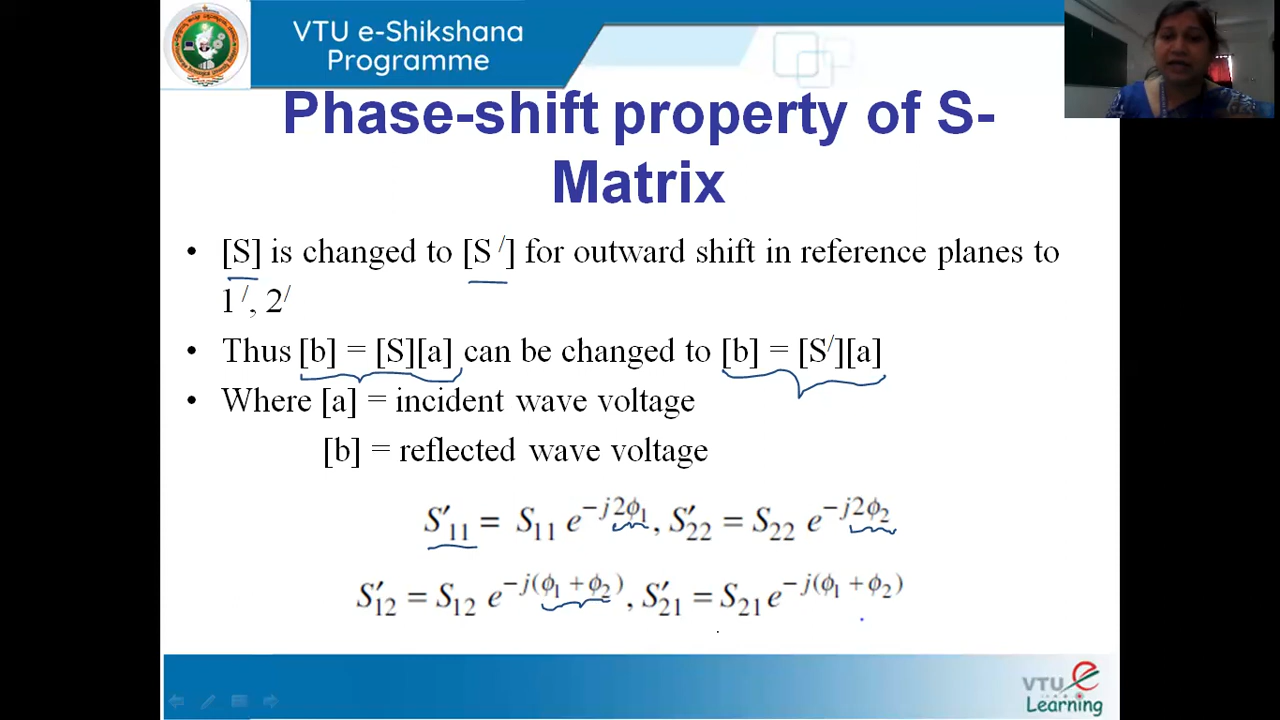 VTU e-Shikshana
Programme
Phase-shift property of S-
Matrix
• [S] is changed to [S /] for outward shift in reference planes to
1/, 2/
• Thus [b] = [S][a] can be changed to [b] = [S/][a]
• Where [a] = incident wave voltage
[b] = reflected wave voltage
S′₁₁ = S₁₁ e^(−j2ϕ₁), S′₂₂ = S₂₂ e^(−j2ϕ₂)
S′₁₂ = S₁₂ e^(−j(ϕ₁ + ϕ₂)), S′₂₁ = S₂₁ e^(−j(ϕ₁ + ϕ₂))
VTU e
Learning